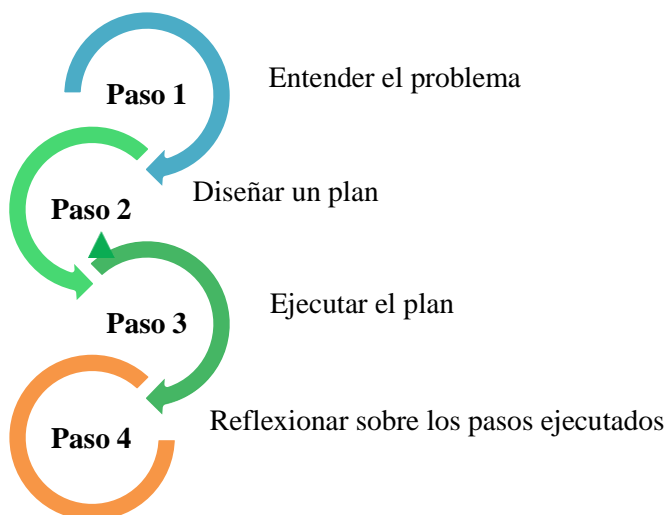 Paso 1
Entender el problema
Paso 2
Diseñar un plan
Paso 3
Ejecutar el plan
Paso 4
Reflexionar sobre los pasos ejecutados